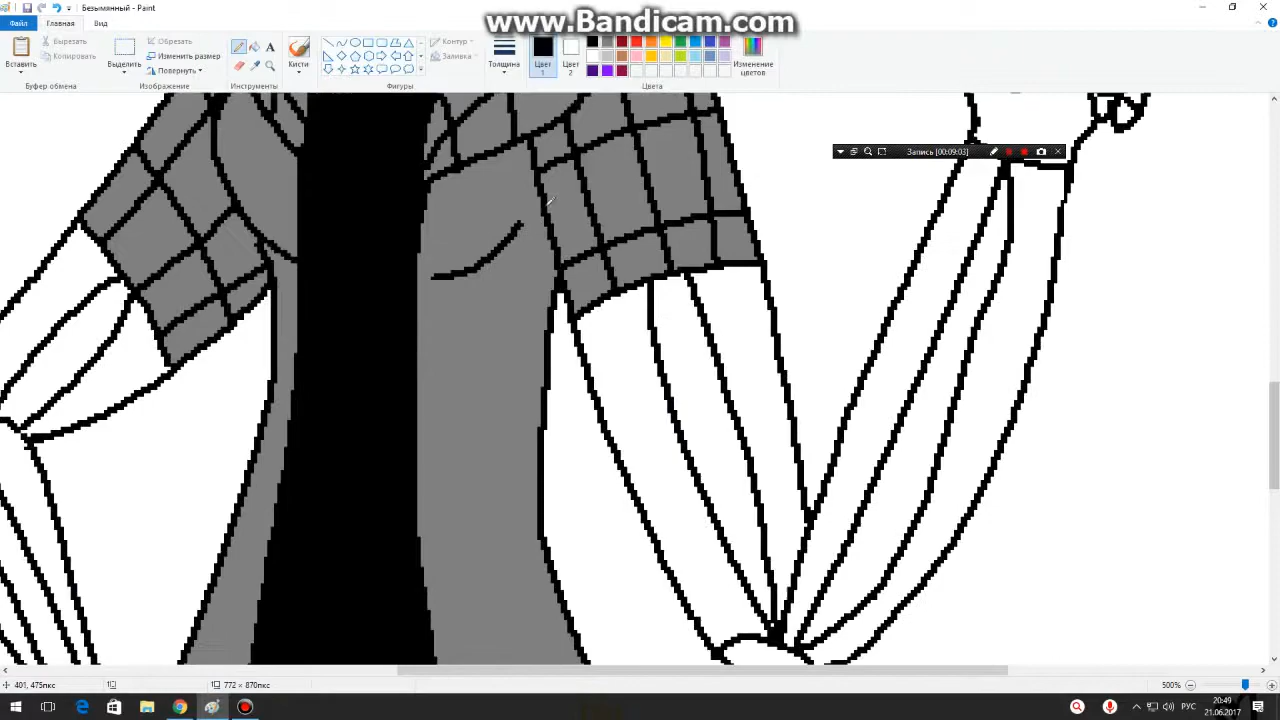 www.Bandicam.com
Безымянный - Paint
Файл
Главная
Вид
Вставить
Вырезать
Копировать
Буфер обмена
Выделить
Обрезать
Изменить размер
Повернуть
Изображение
Инструменты
Кисти
Контур
Заливка
Фигуры
Толщина
Цвет 1
Цвет 2
Изменение цветов
Цвета
Запись [00:09:03]
401, 475пкс
772 × 870пкс
500%
РУС
20:49
21.06.2017